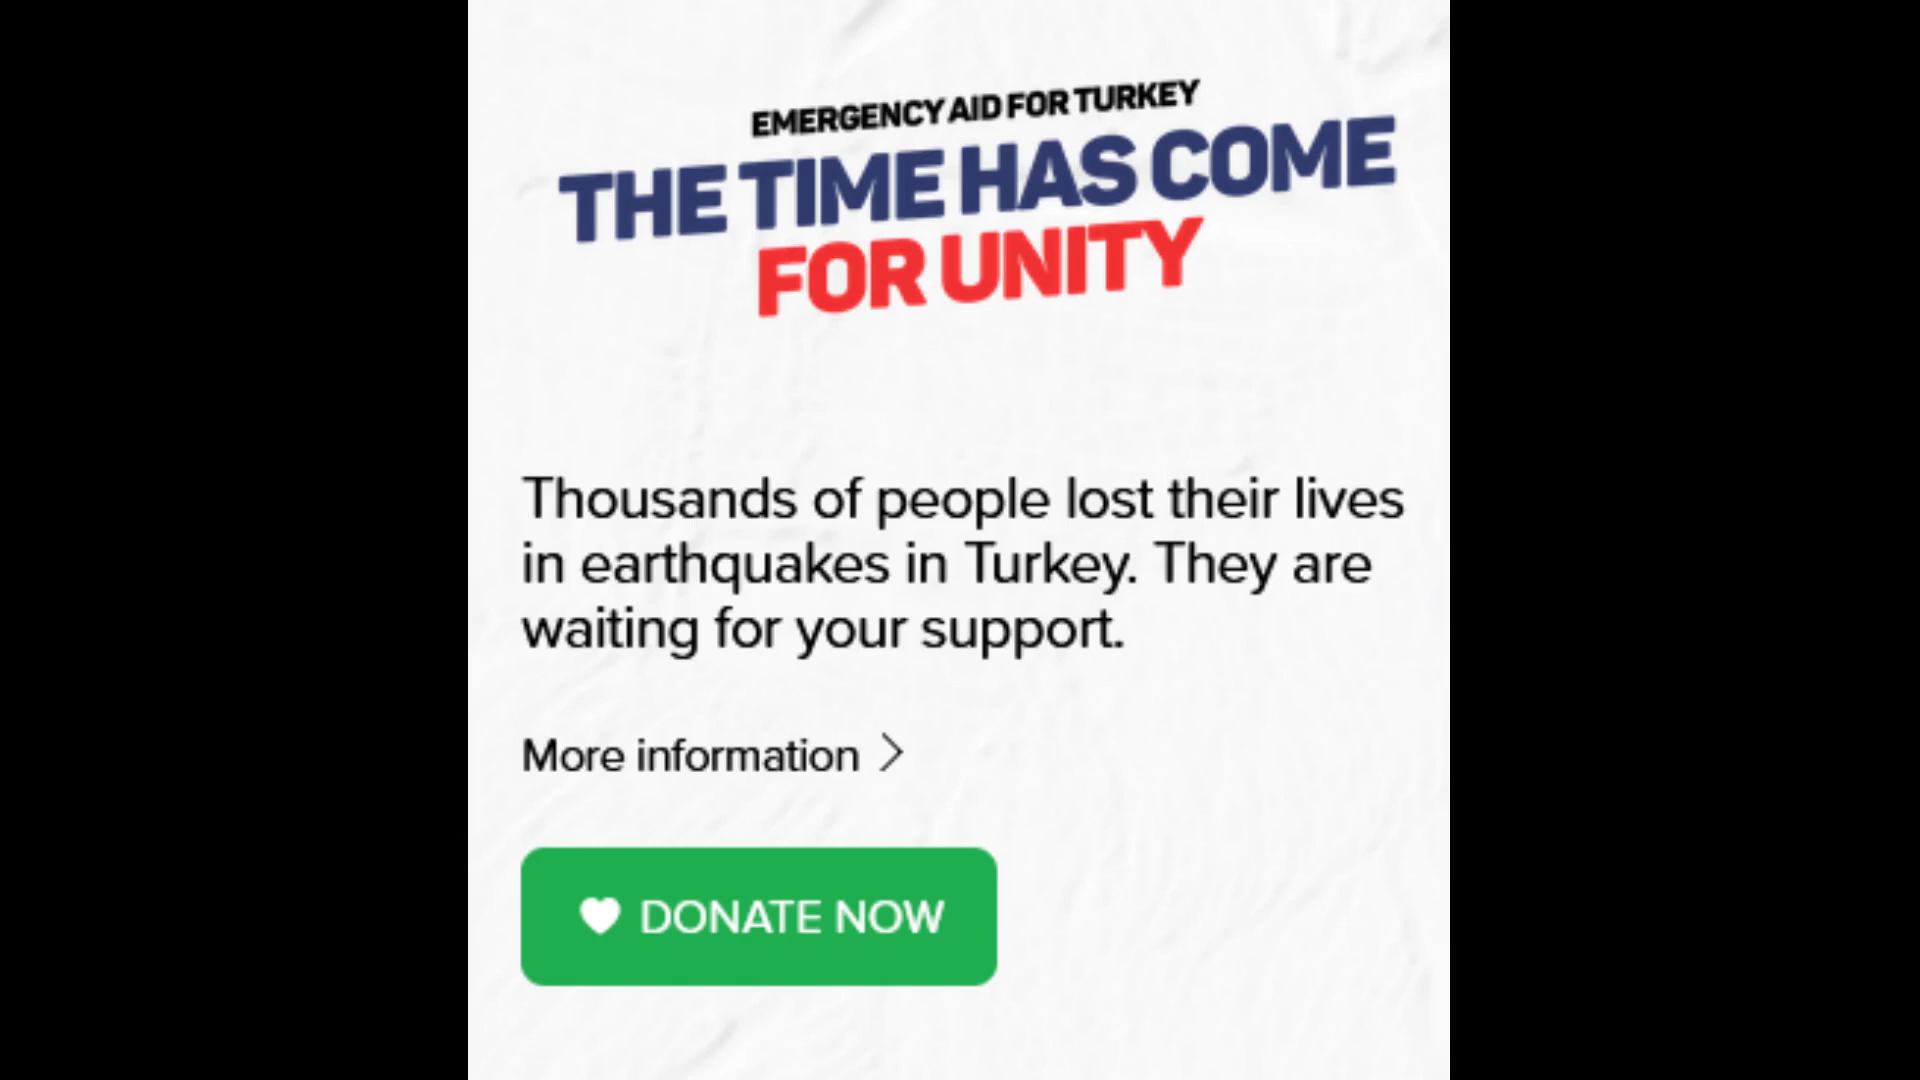 EMERGENCY AID FOR TURKEY
THE TIME HAS COME
FOR UNITY
Thousands of people lost their lives
in earthquakes in Turkey. They are
waiting for your support.
More information
DONATE NOW